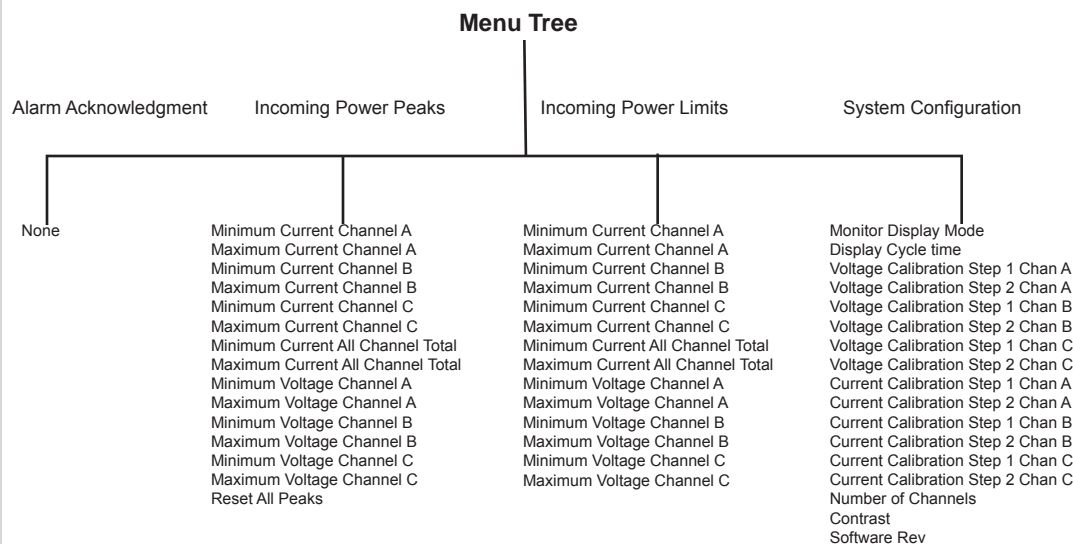 Menu Tree
Alarm Acknowledgment
Incoming Power Peaks
Incoming Power Limits
System Configuration
None
Minimum Current Channel A
Maximum Current Channel A
Minimum Current Channel B
Maximum Current Channel B
Minimum Current Channel C
Maximum Current Channel C
Minimum Current All Channel Total
Maximum Current All Channel Total
Minimum Voltage Channel A
Maximum Voltage Channel A
Minimum Voltage Channel B
Maximum Voltage Channel B
Minimum Voltage Channel C
Maximum Voltage Channel C
Reset All Peaks
Minimum Current Channel A
Maximum Current Channel A
Minimum Current Channel B
Maximum Current Channel B
Minimum Current Channel C
Maximum Current Channel C
Minimum Current All Channel Total
Maximum Current All Channel Total
Minimum Voltage Channel A
Maximum Voltage Channel A
Minimum Voltage Channel B
Maximum Voltage Channel B
Minimum Voltage Channel C
Maximum Voltage Channel C
Monitor Display Mode
Display Cycle time
Voltage Calibration Step 1 Chan A
Voltage Calibration Step 2 Chan A
Voltage Calibration Step 1 Chan B
Voltage Calibration Step 2 Chan B
Voltage Calibration Step 1 Chan C
Voltage Calibration Step 2 Chan C
Current Calibration Step 1 Chan A
Current Calibration Step 2 Chan A
Current Calibration Step 1 Chan B
Current Calibration Step 2 Chan B
Current Calibration Step 1 Chan C
Current Calibration Step 2 Chan C
Number of Channels
Contrast
Software Rev